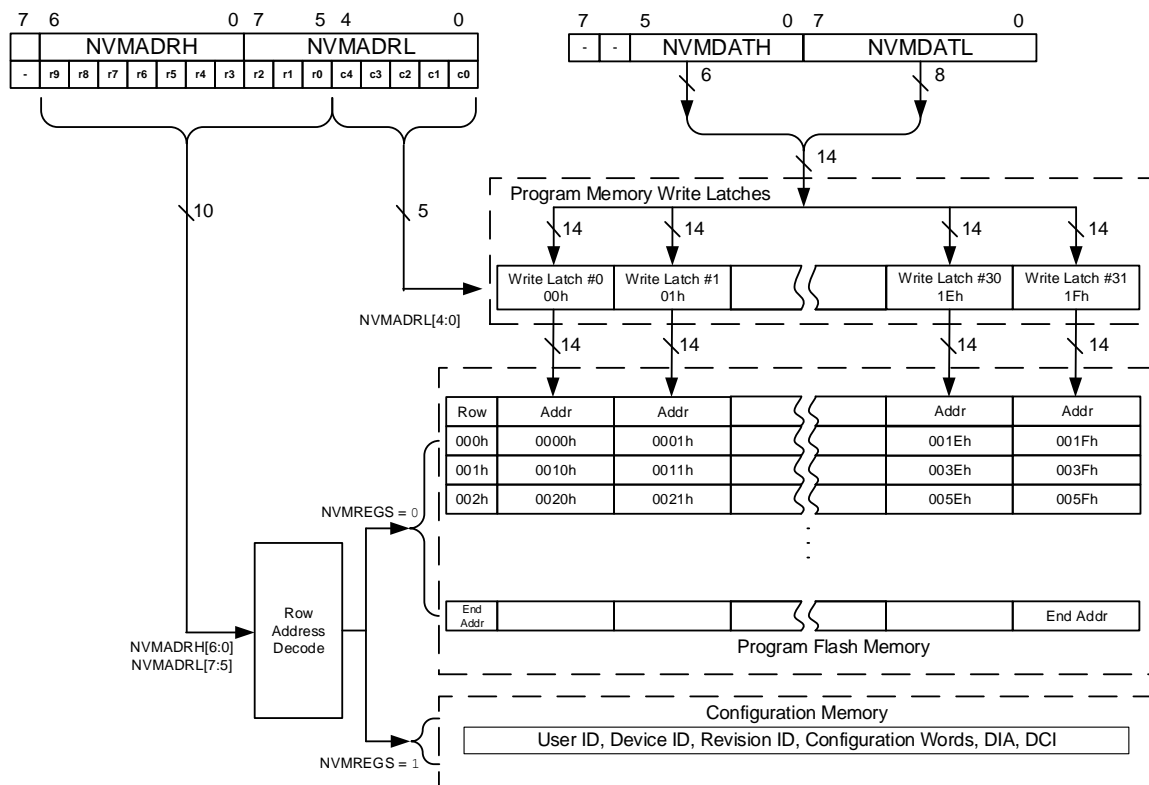 7 6 0 7 5 4 0
NVMADRH NVMADRL
- r9 r8 r7 r6 r5 r4 r3 r2 r1 r0 c4 c3 c2 c1 c0
7 5 0 7 0
- - NVMDATH NVMDATL
6 8
14
10 5
Program Memory Write Latches
14 14 14 14
Write Latch #0 Write Latch #1 Write Latch #30 Write Latch #31
00h 01h 1Eh 1Fh
NVMADRL[4:0]
14 14 14 14
Row Addr Addr Addr Addr
000h 0000h 0001h 001Eh 001Fh
001h 0010h 0011h 003Eh 003Fh
002h 0020h 0021h 005Eh 005Fh
NVMREGS = 0
End
Addr
End Addr
Program Flash Memory
Row
Address
Decode
NVMADRH[6:0]
NVMADRL[7:5]
Configuration Memory
User ID, Device ID, Revision ID, Configuration Words, DIA, DCI
NVMREGS = 1